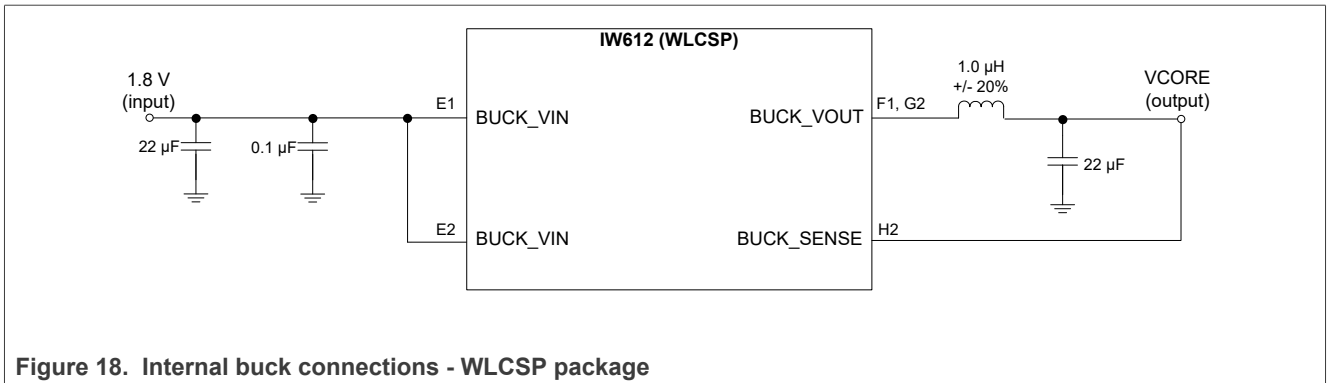 IW612 (WLCSP)
1.8 V
(input)
22 µF
0.1 µF
E1
BUCK_VIN
E2
BUCK_VIN
BUCK_VOUT
F1, G2
1.0 µH
+/- 20%
VCORE
(output)
22 µF
BUCK_SENSE
H2
Figure 18. Internal buck connections - WLCSP package